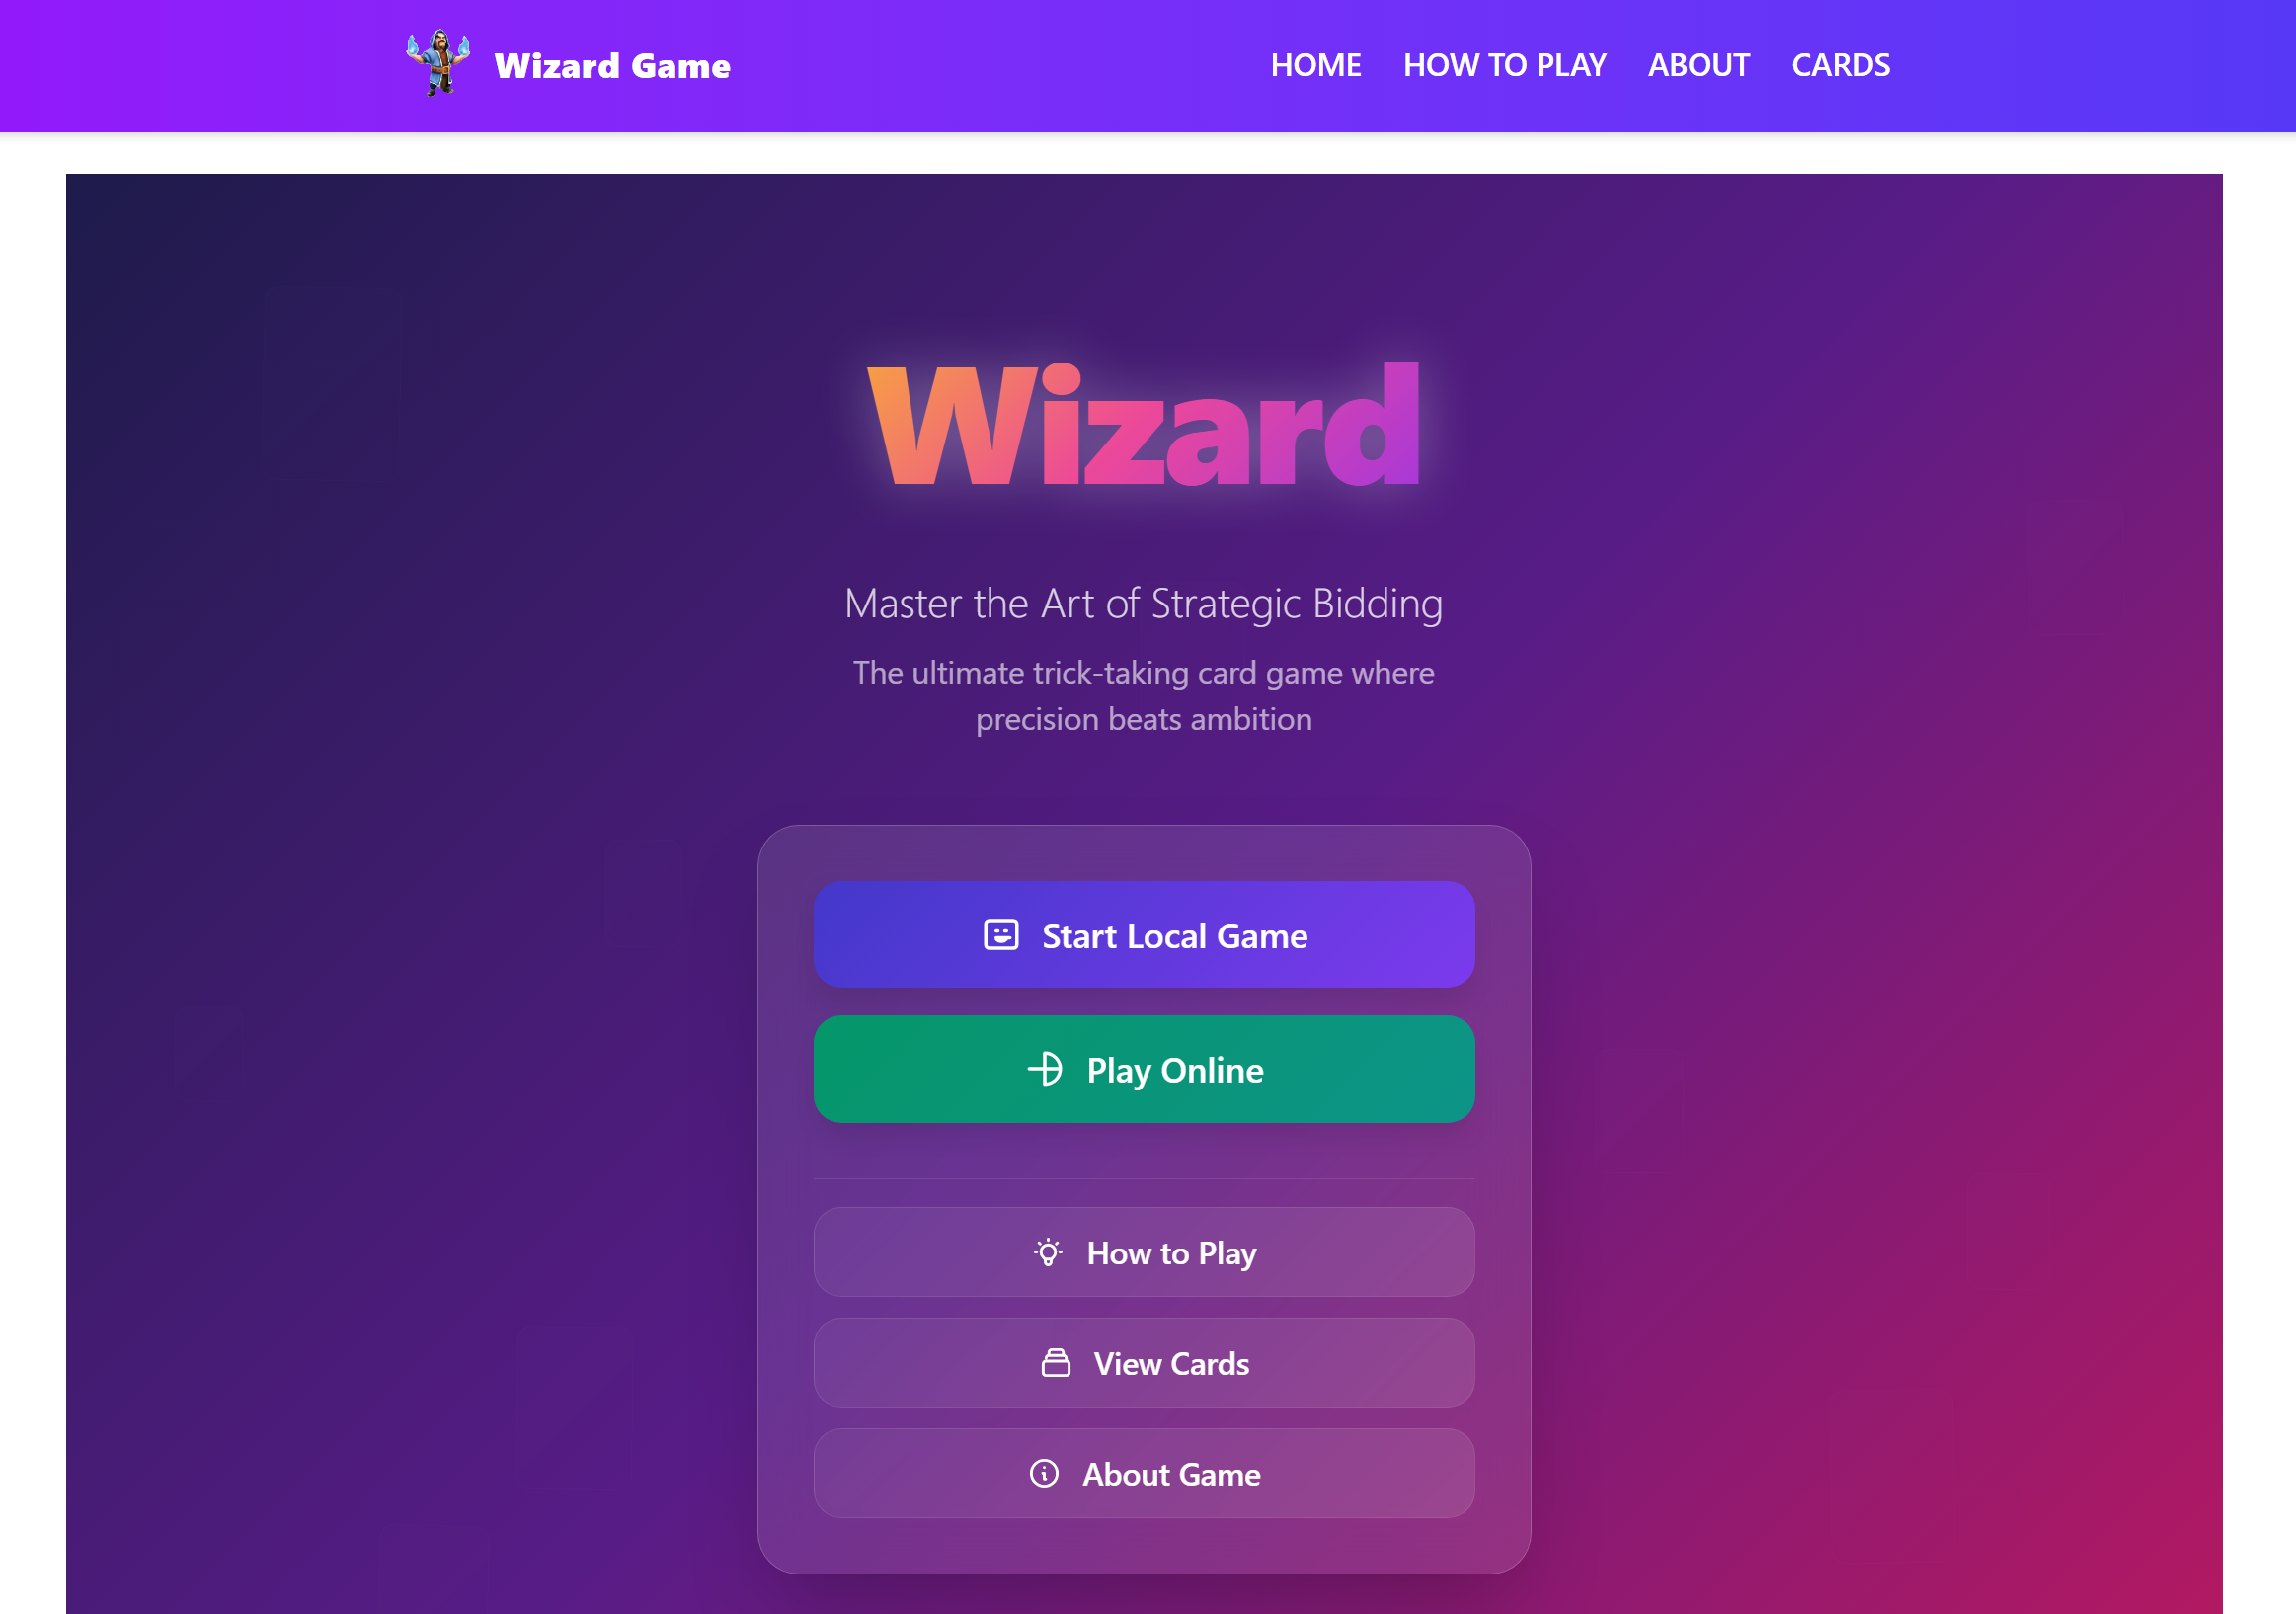 Wizard Game
HOME
HOW TO PLAY
ABOUT
CARDS
Wizard
Master the Art of Strategic Bidding
The ultimate trick-taking card game where
precision beats ambition
Start Local Game
Play Online
How to Play
View Cards
About Game